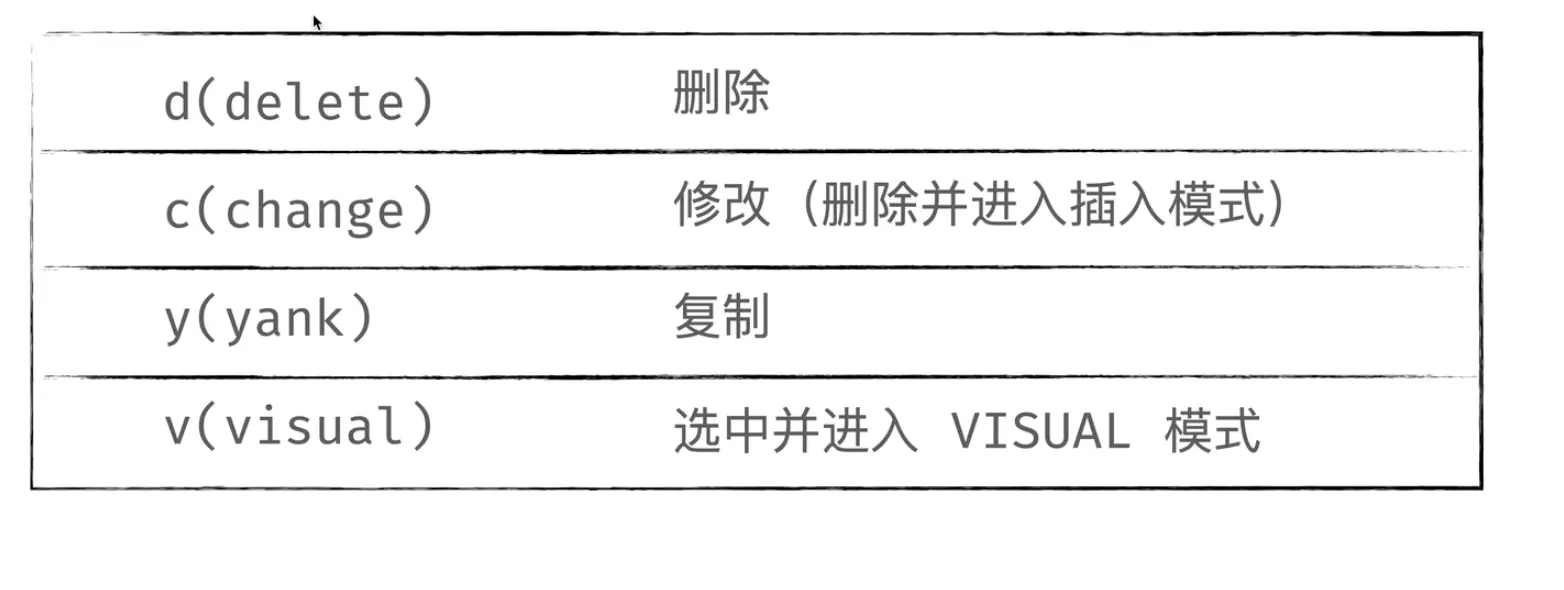 d(delete) 删除
c(change) 修改（删除并进入插入模式）
y(yank) 复制
v(visual) 选中并进入 VISUAL 模式